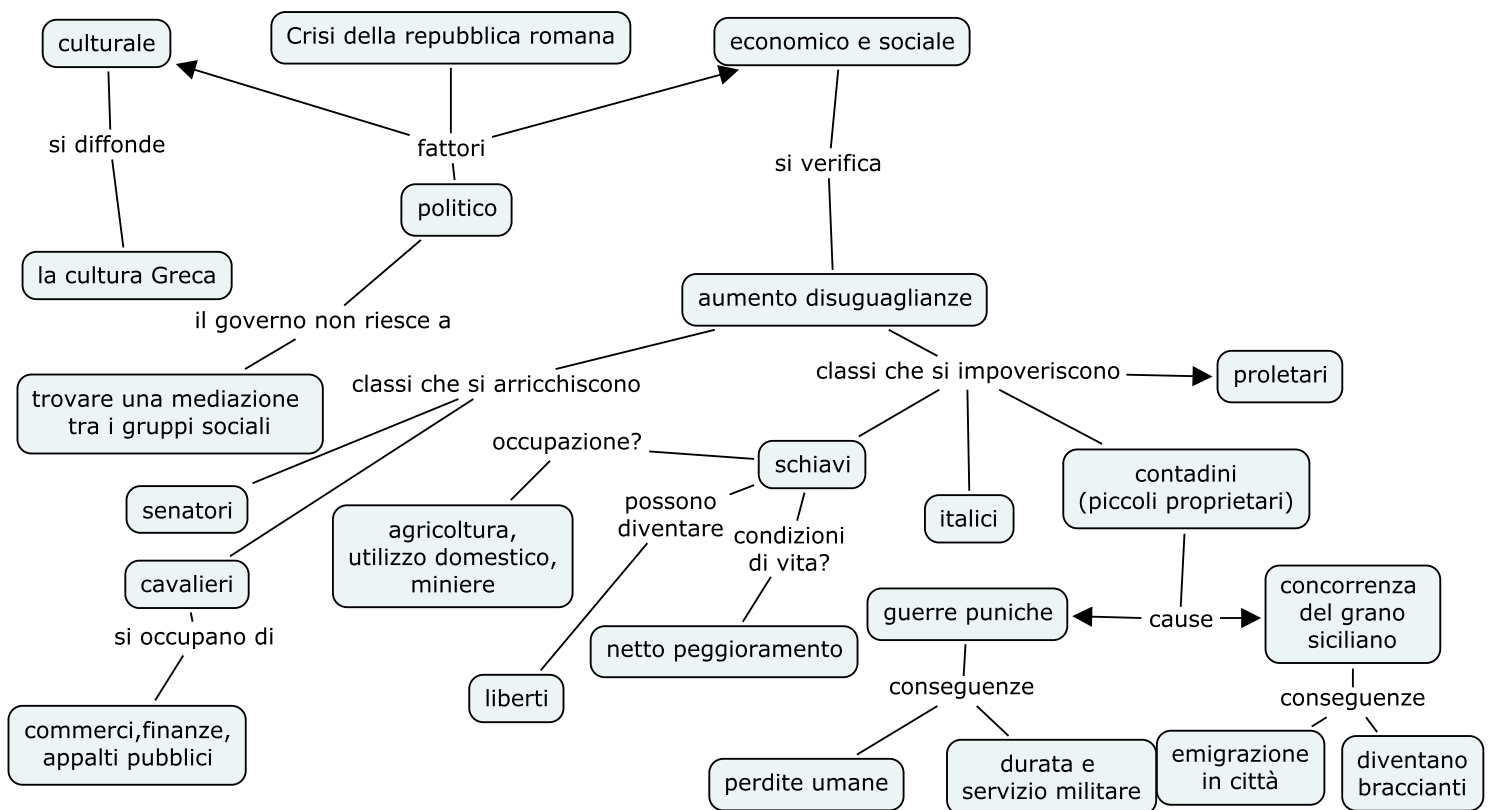 culturale
Crisi della repubblica romana
economico e sociale
si diffonde
fattori
si verifica
politico
la cultura Greca
aumento disuguaglianze
il governo non riesce a
trovare una mediazione
tra i gruppi sociali
classi che si arricchiscono
classi che si impoveriscono
proletari
occupazione?
schiavi
contadini
(piccoli proprietari)
senatori
possono
diventare
italici
agricoltura,
utilizzo domestico,
miniere
condizioni
di vita?
cavalieri
guerre puniche
cause
concorrenza
del grano
siciliano
si occupano di
netto peggioramento
liberti
conseguenze
conseguenze
commerci,finanze,
appalti pubblici
perdite umane
durata e
servizio militare
emigrazione
in città
diventano
braccianti